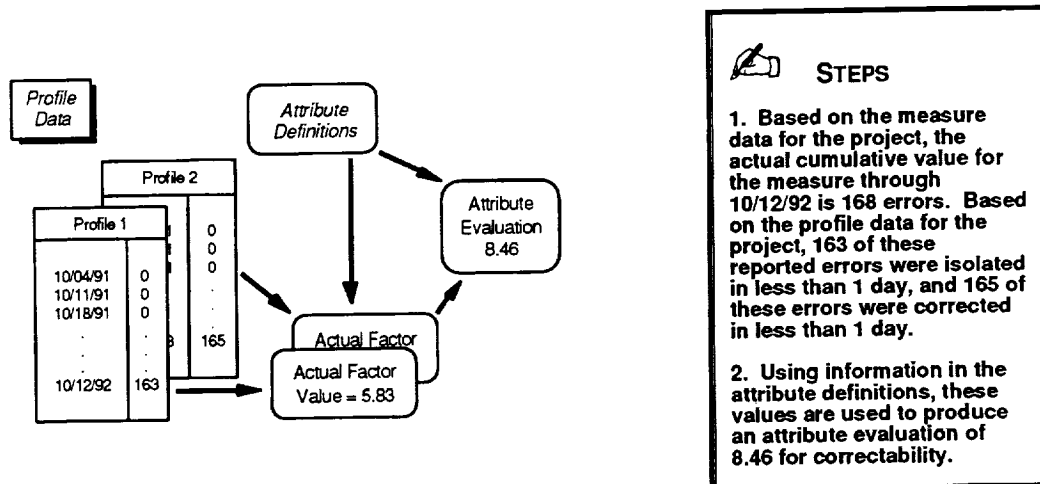 Profile
Data
Attribute
Definitions
Profile 2
0
0
0
.
.
165
Profile 1
10/04/91 0
10/11/91 0
10/18/91 0
. .
. .
. .
10/12/92 163
Attribute
Evaluation
8.46
Actual Factor
Actual Factor
Value = 5.83
STEPS
1. Based on the measure
data for the project, the
actual cumulative value for
the measure through
10/12/92 is 168 errors. Based
on the profile data for the
project, 163 of these
reported errors were isolated
in less than 1 day, and 165 of
these errors were corrected
in less than 1 day.
2. Using information in the
attribute definitions, these
values are used to produce
an attribute evaluation of
8.46 for correctability.